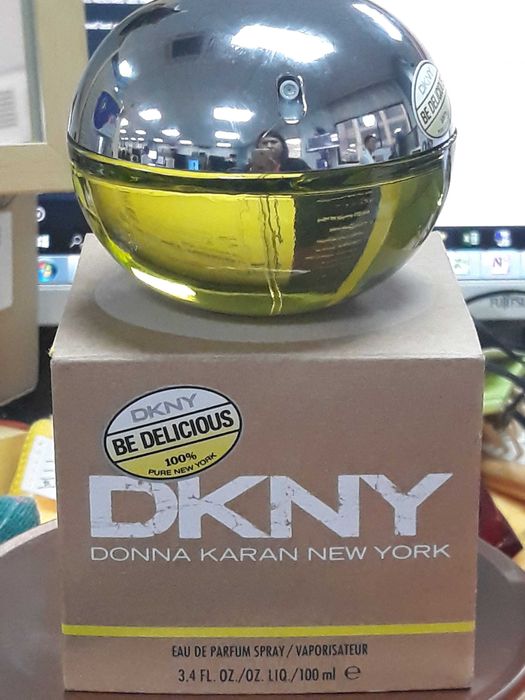 DKNY
BE DELICIOUS
DKNY
BE DELICIOUS
100%
PURE NEW YORK
DKNY
DONNA KARAN NEW YORK
EAU DE PARFUM SPRAY / VAPORISATEUR
3.4 FL. OZ./OZ. LIQ./100 ml e